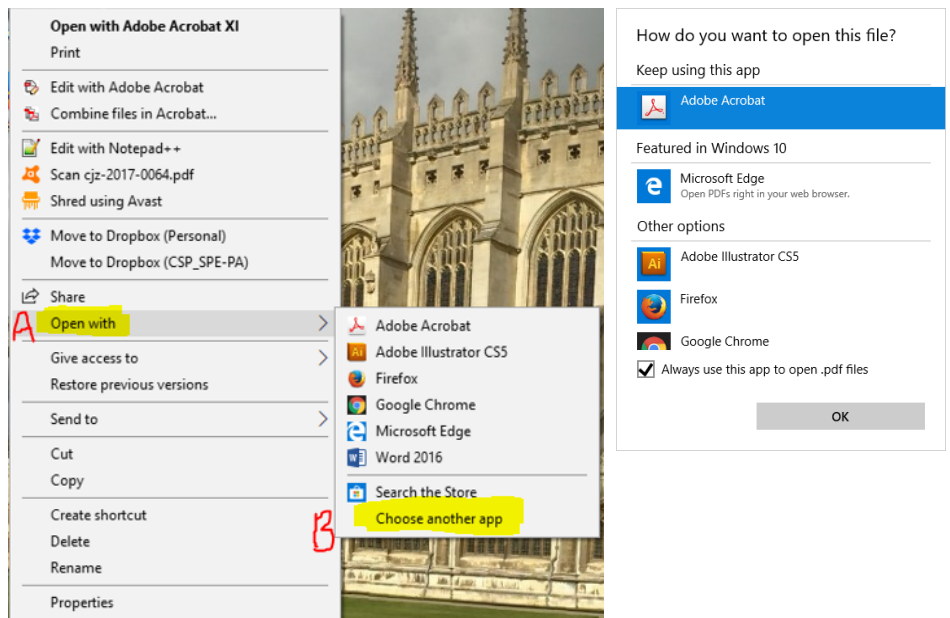 Open with Adobe Acrobat XI
Print
Edit with Adobe Acrobat
Combine files in Acrobat...
Edit with Notepad++
Scan cjz-2017-0064.pdf
Shred using Avast
Move to Dropbox (Personal)
Move to Dropbox (CSP_SPE-PA)
Share
A
Open with
Give access to
Restore previous versions
Send to
Cut
Copy
Create shortcut
Delete
Rename
Properties
Adobe Acrobat
Ai
Adobe Illustrator CS5
Firefox
Google Chrome
Microsoft Edge
Word 2016
Search the Store
B
Choose another app
How do you want to open this file?
Keep using this app
Adobe Acrobat
Featured in Windows 10
Microsoft Edge
Open PDFs right in your web browser.
Other options
Ai
Adobe Illustrator CS5
Firefox
Google Chrome
Always use this app to open .pdf files
OK